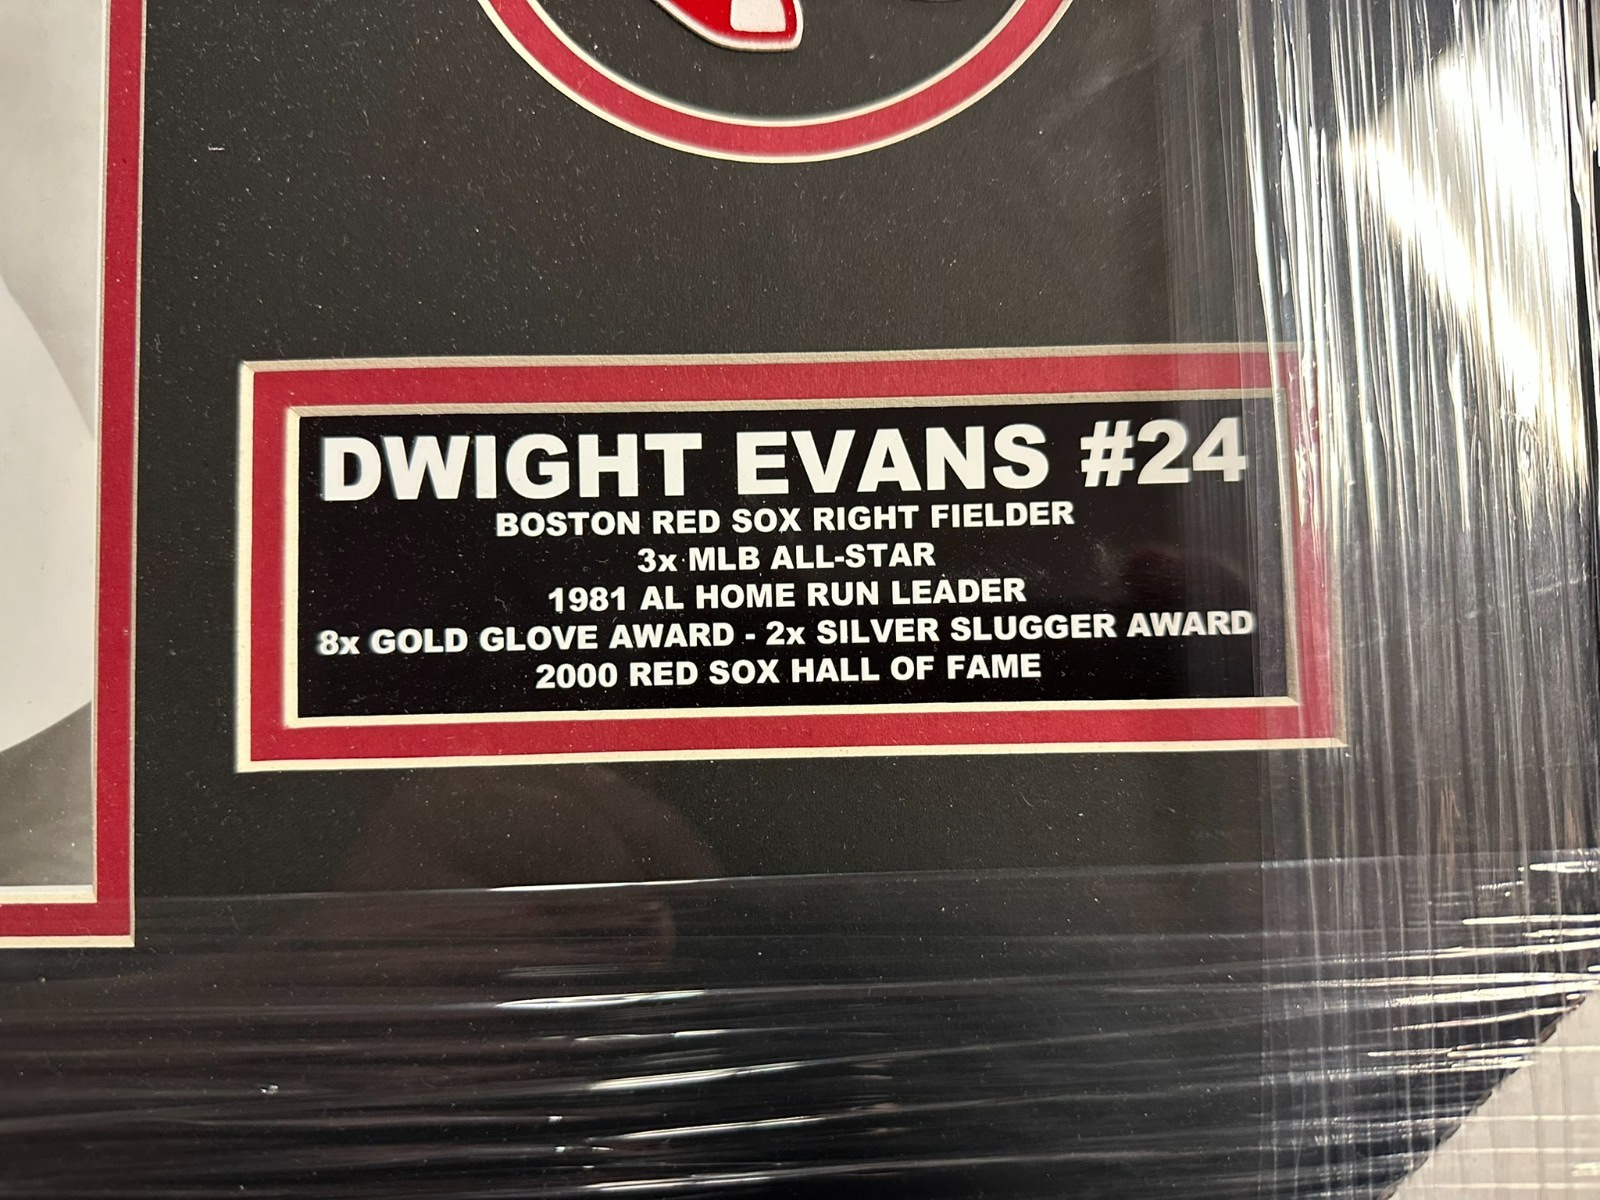 DWIGHT EVANS #24
BOSTON RED SOX RIGHT FIELDER
3x MLB ALL-STAR
1981 AL HOME RUN LEADER
8x GOLD GLOVE AWARD - 2x SILVER SLUGGER AWARD
2000 RED SOX HALL OF FAME